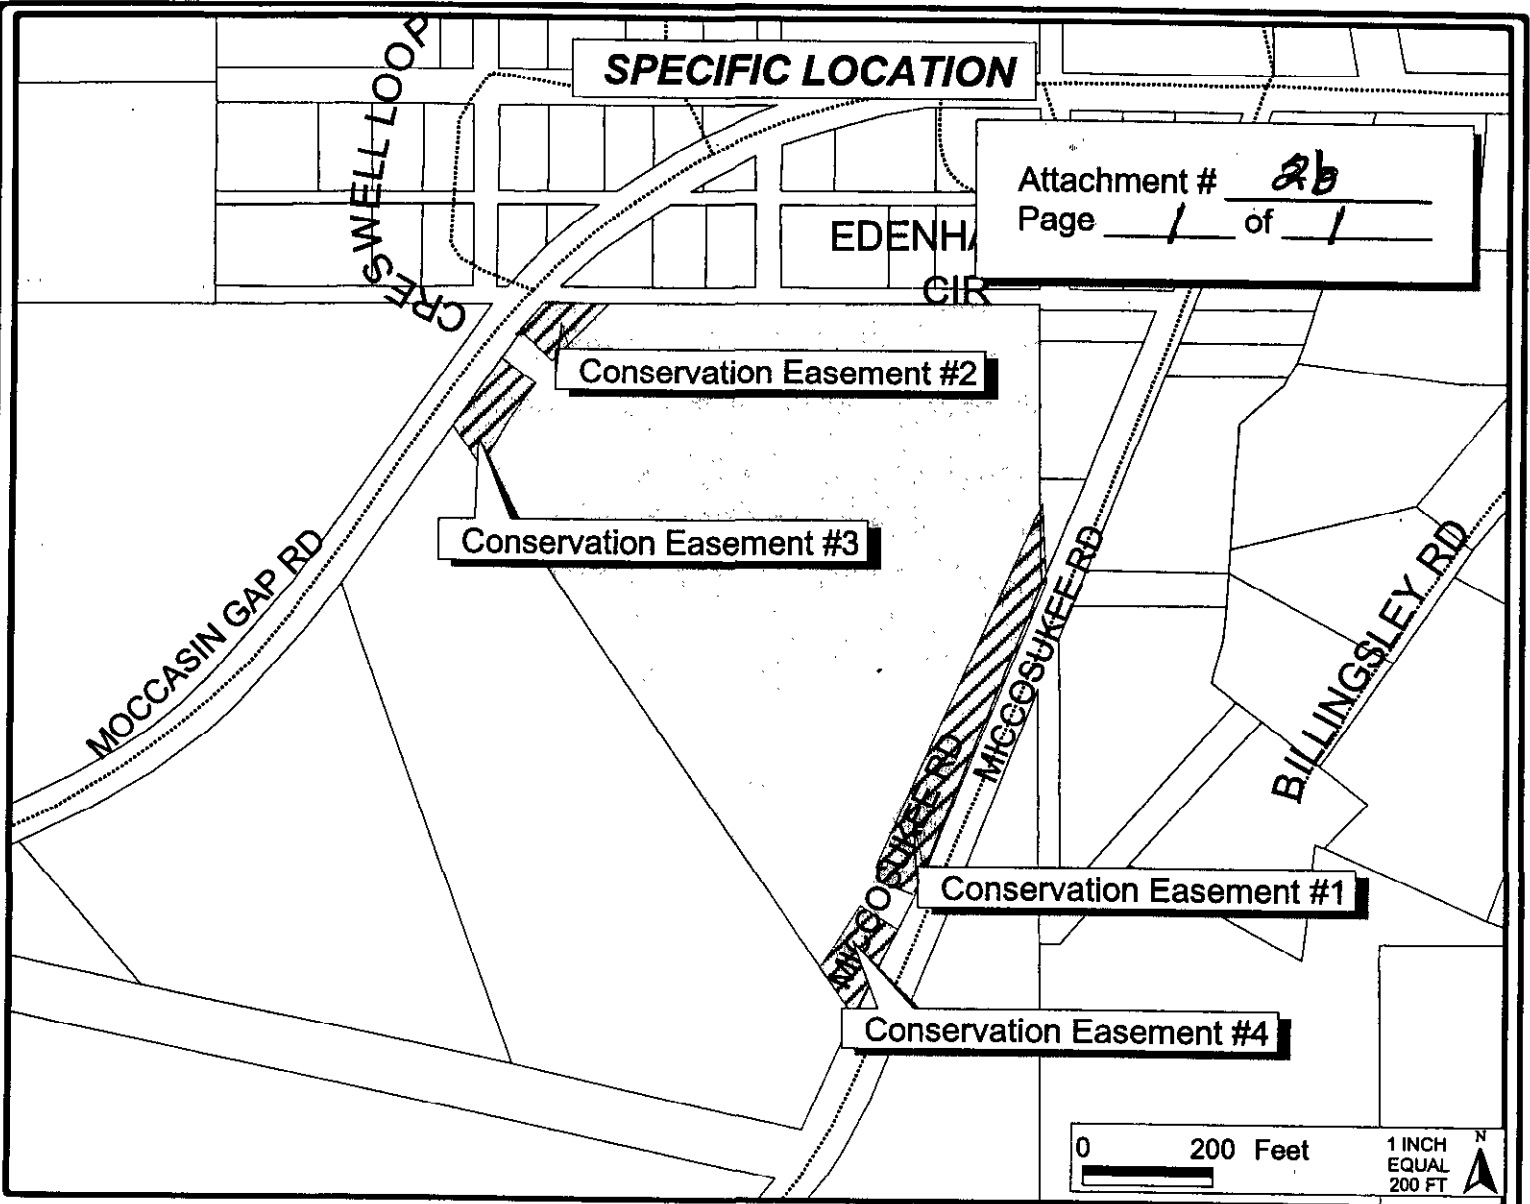 SPECIFIC LOCATION
CRESWELL LOOP
Attachment # 2b
Page 1 of 1
EDENHA
CIR
Conservation Easement #2
Conservation Easement #3
MOCCASIN GAP RD
MICCOSUKEE RD
BILLINGSLEY RD
MICCOSUKEE RD
Conservation Easement #1
Conservation Easement #4
0 200 Feet
1 INCH
EQUAL
200 FT
N